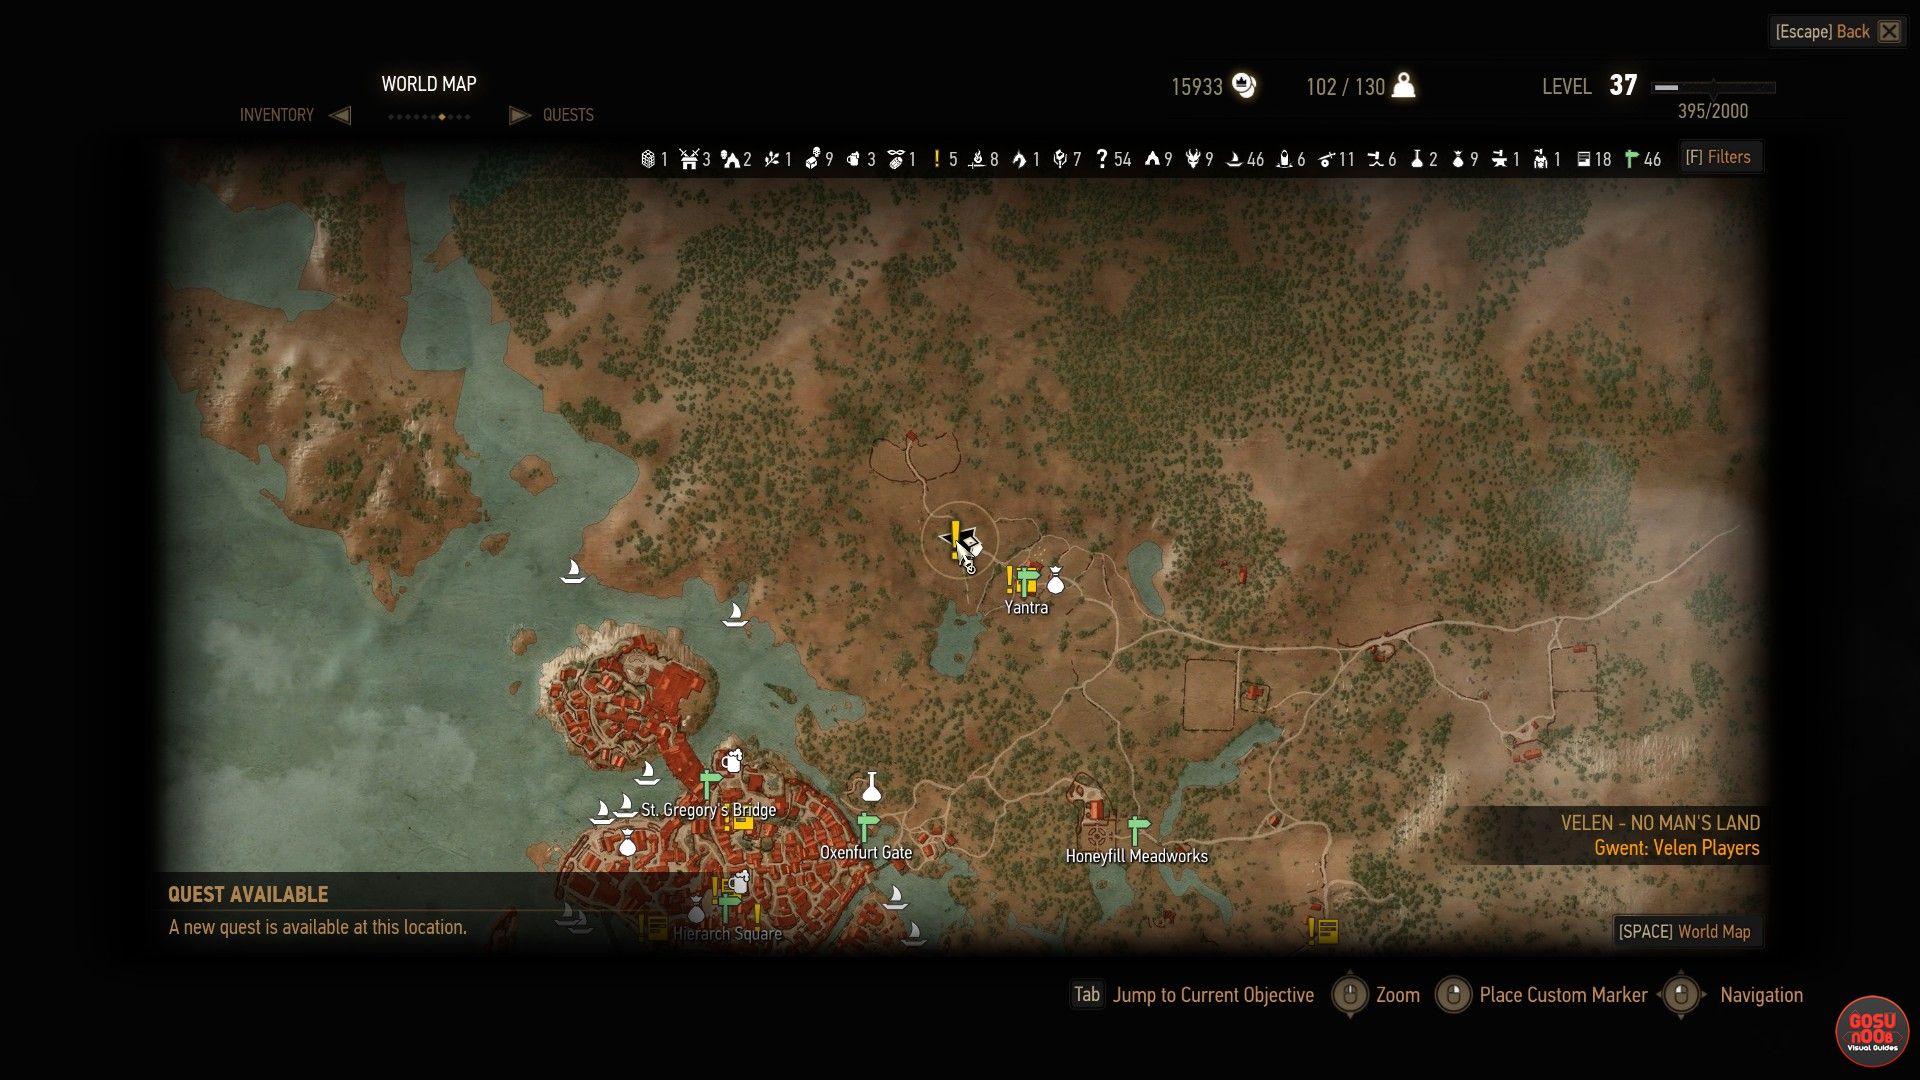 [Escape] Back
WORLD MAP
INVENTORY
QUESTS
15933
102 / 130
LEVEL 37
395/2000
1 3 2 1 9 3 1 5 8 1 7 54 9 9 46 6 11 6 2 9 1 1 18 46
[F] Filters
Yantra
St. Gregory's Bridge
Oxenfurt Gate
Honeyfill Meadworks
Hierarch Square
VELEN - NO MAN'S LAND
Gwent: Velen Players
QUEST AVAILABLE
A new quest is available at this location.
[SPACE] World Map
Tab Jump to Current Objective
Zoom
Place Custom Marker
Navigation
GOSU
n00B
Visual Guides